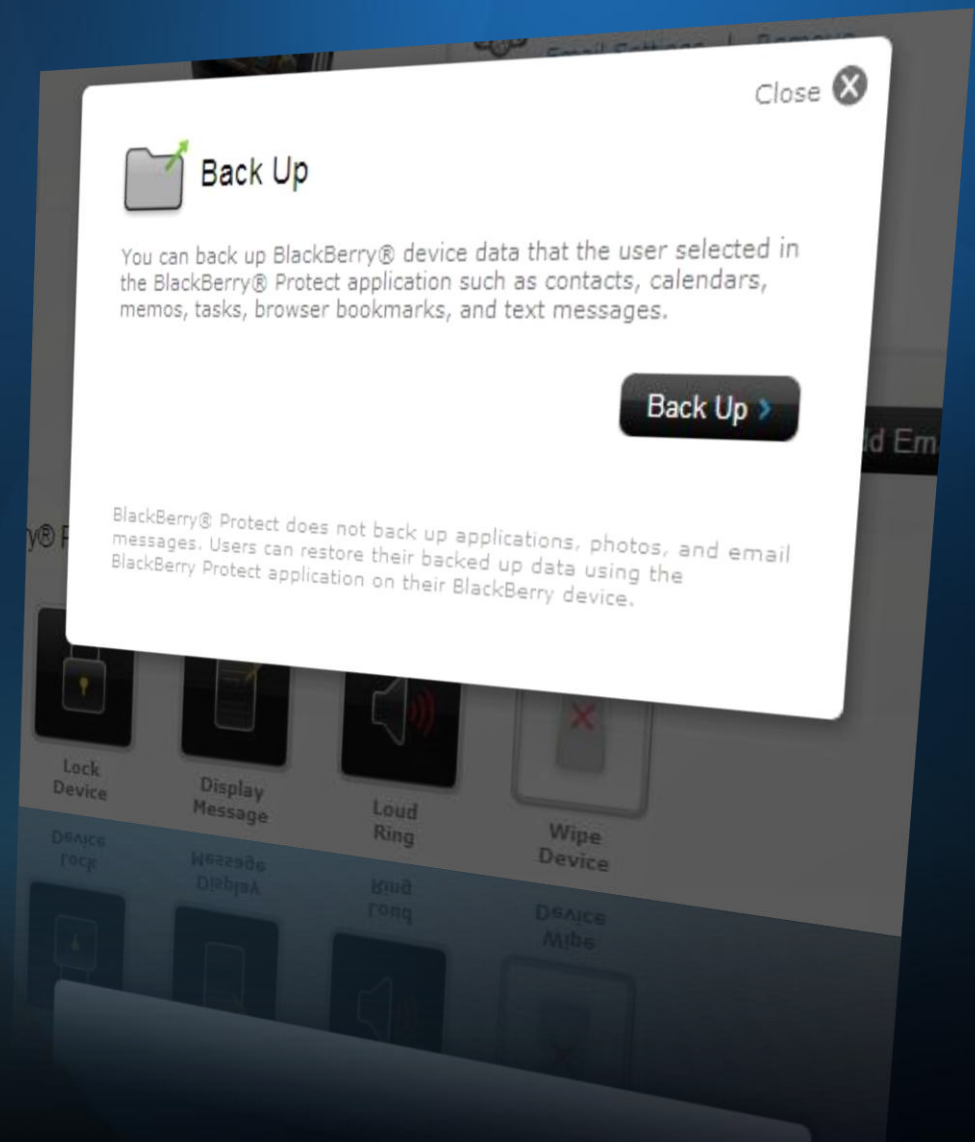 Email Settings | Remove
Close
Back Up
You can back up BlackBerry® device data that the user selected in
the BlackBerry® Protect application such as contacts, calendars,
memos, tasks, browser bookmarks, and text messages.
Back Up >
BlackBerry® Protect does not back up applications, photos, and email
messages. Users can restore their backed up data using the
BlackBerry Protect application on their BlackBerry device.
Lock
Device
Display
Message
Loud
Ring
Wipe
Device